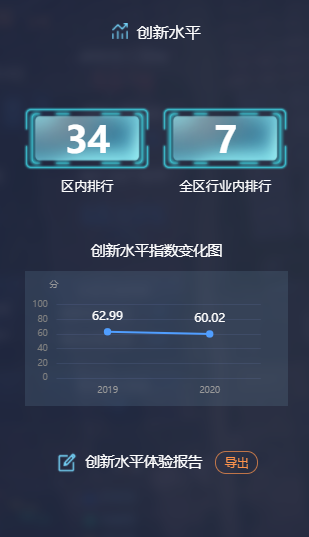 创新水平
34 7
区内排行 全区行业内排行
创新水平指数变化图
分
100
80
60
40
20
0
62.99 60.02
2019 2020
创新水平体验报告 导出